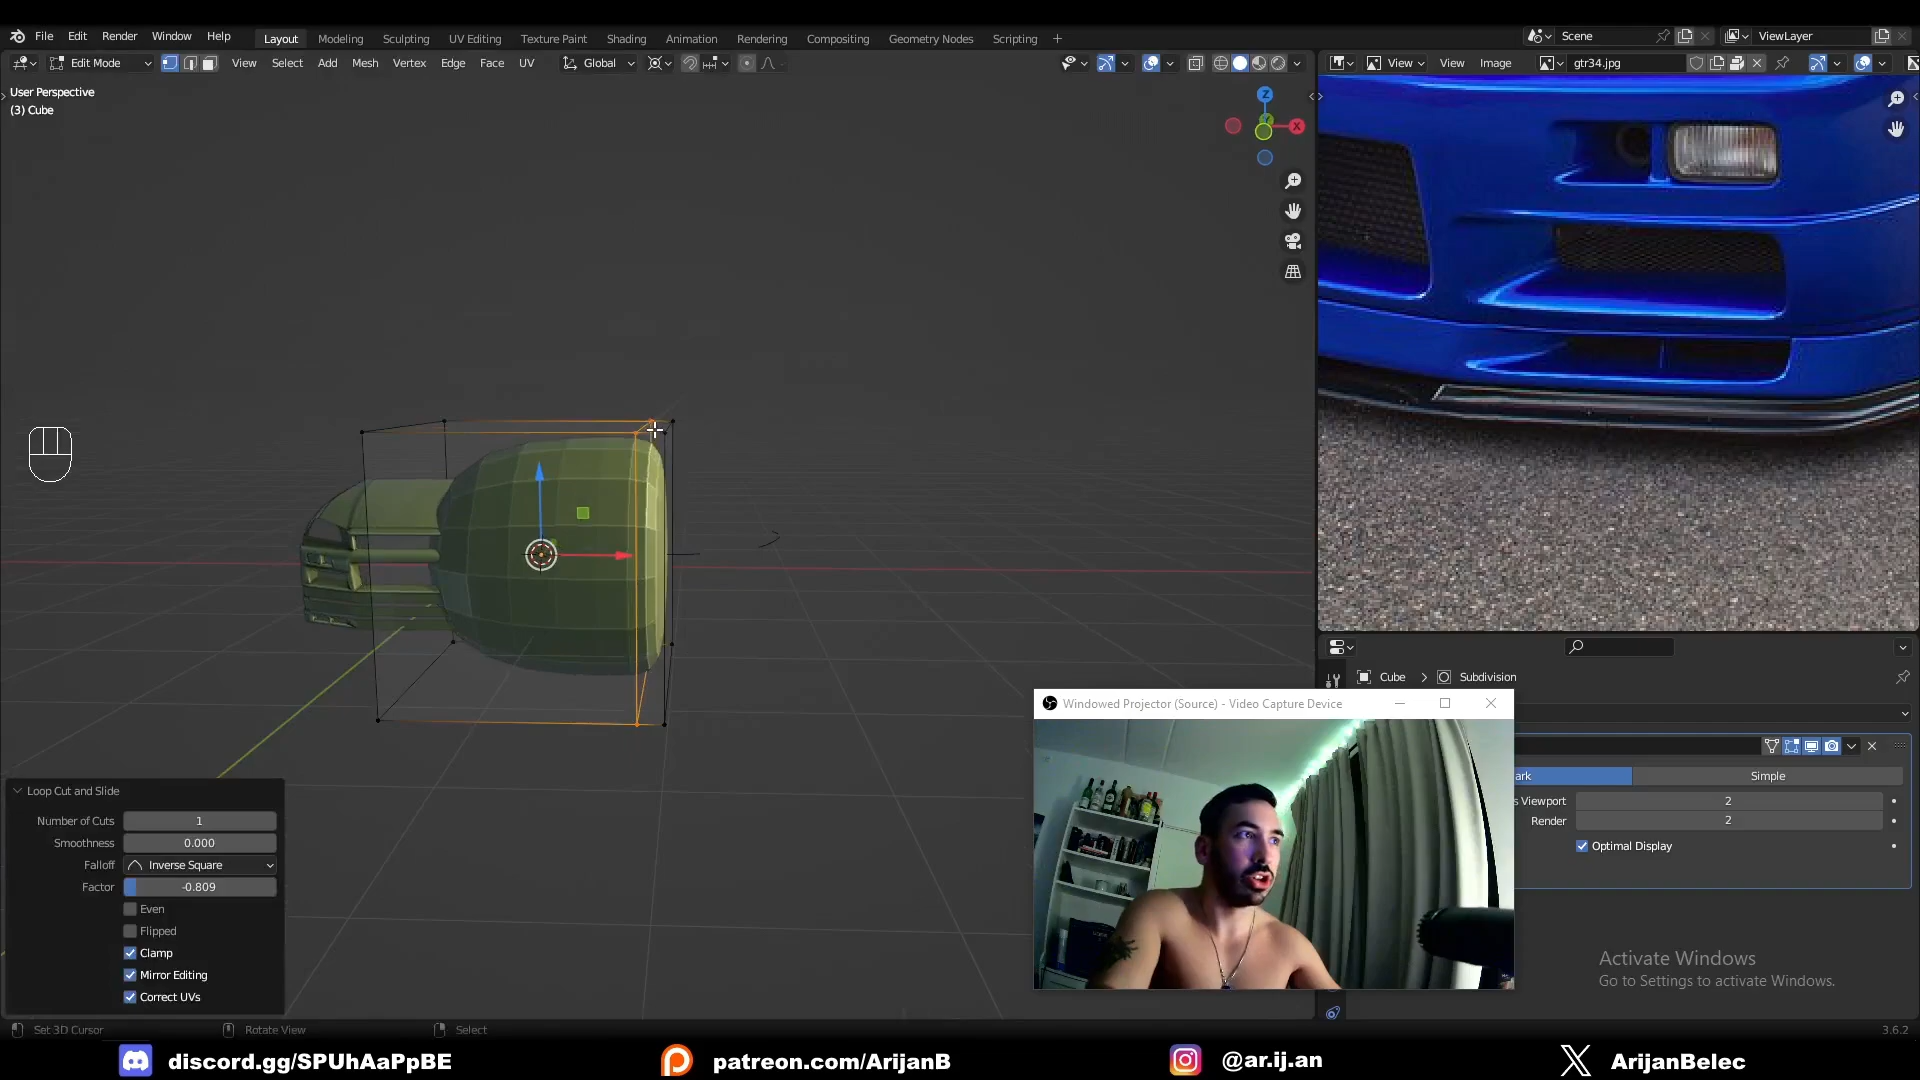 File Edit Render Window Help
Layout Modeling Sculpting UV Editing Texture Paint Shading Animation Rendering Compositing Geometry Nodes Scripting +
Scene
ViewLayer
Edit Mode View Select Add Mesh Vertex Edge Face UV Global
View View Image gtr34.jpg
User Perspective
(3) Cube
Z
X
Cube > Subdivision
Windowed Projector (Source) - Video Capture Device
ark Simple
s Viewport 2
Render 2
Optimal Display
Loop Cut and Slide
Number of Cuts 1
Smoothness 0.000
Falloff Inverse Square
Factor -0.809
Even
Flipped
Clamp
Mirror Editing
Correct UVs
Activate Windows
Go to Settings to activate Windows.
Set 3D Cursor Rotate View Select 3.6.2
discord.gg/SPUhAaPpBE patreon.com/ArijanB @ar.ij.an ArijanBelec